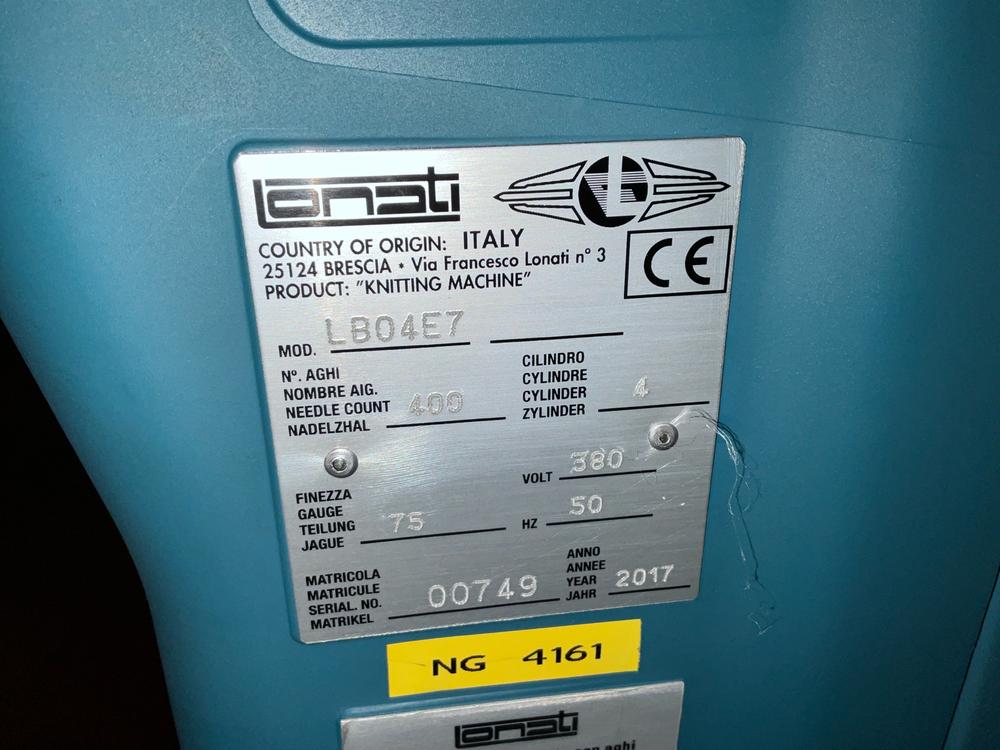 Lonati
L
COUNTRY OF ORIGIN: ITALY
25124 BRESCIA • Via Francesco Lonati n° 3
PRODUCT: "KNITTING MACHINE"
CE
MOD. LB04E7
N°. AGHI
NOMBRE AIG.
NEEDLE COUNT 400
NADELZHAL
CILINDRO
CYLINDRE
CYLINDER 4
ZYLINDER
VOLT 380
FINEZZA
GAUGE
TEILUNG 75
JAGUE
HZ 50
MATRICOLA
MATRICULE
SERIAL. NO. 00749
MATRIKEL
ANNO
ANNEE
YEAR 2017
JAHR
NG 4161
Lonati
aghi